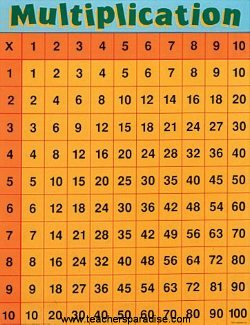 Multiplication
X 1 2 3 4 5 6 7 8 9 10
1 1 2 3 4 5 6 7 8 9 10
2 2 4 6 8 10 12 14 16 18 20
3 3 6 9 12 15 18 21 24 27 30
4 4 8 12 16 20 24 28 32 36 40
5 5 10 15 20 25 30 35 40 45 50
6 6 12 18 24 30 36 42 48 54 60
7 7 14 21 28 35 42 49 56 63 70
8 8 16 24 32 40 48 56 64 72 80
9 9 18 27 36 45 54 63 72 81 90
10 10 20 30 40 50 60 70 80 90 100
www.teachersparadise.com